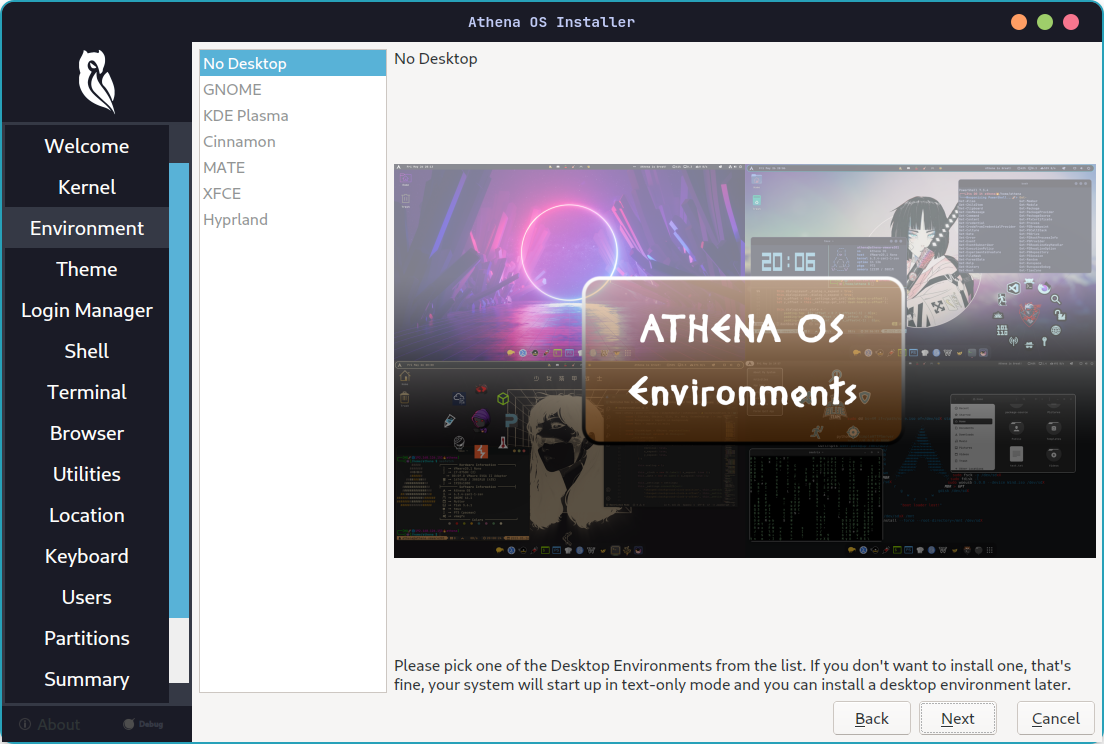 Athena OS Installer
Welcome
Kernel
Environment
Theme
Login Manager
Shell
Terminal
Browser
Utilities
Location
Keyboard
Users
Partitions
Summary
About
Debug
No Desktop
GNOME
KDE Plasma
Cinnamon
MATE
XFCE
Hyprland
No Desktop
20:06
ATHENA OS
Environments
Please pick one of the Desktop Environments from the list. If you don't want to install one, that's
fine, your system will start up in text-only mode and you can install a desktop environment later.
Back
Next
Cancel